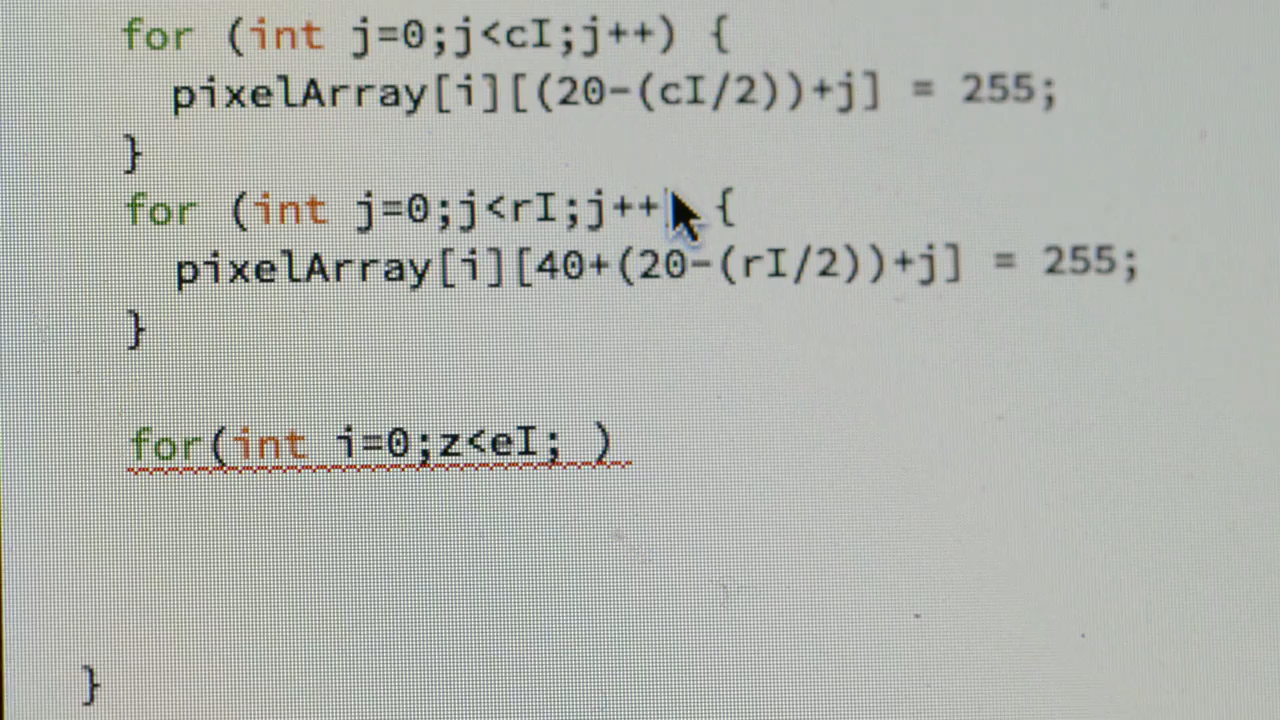 for (int j=0;j<cI;j++) {
pixelArray[i][(20-(cI/2))+j] = 255;
}
for (int j=0;j<rI;j++ {
pixelArray[i][40+(20-(rI/2))+j] = 255;
}
for(int i=0;z<eI; )
}